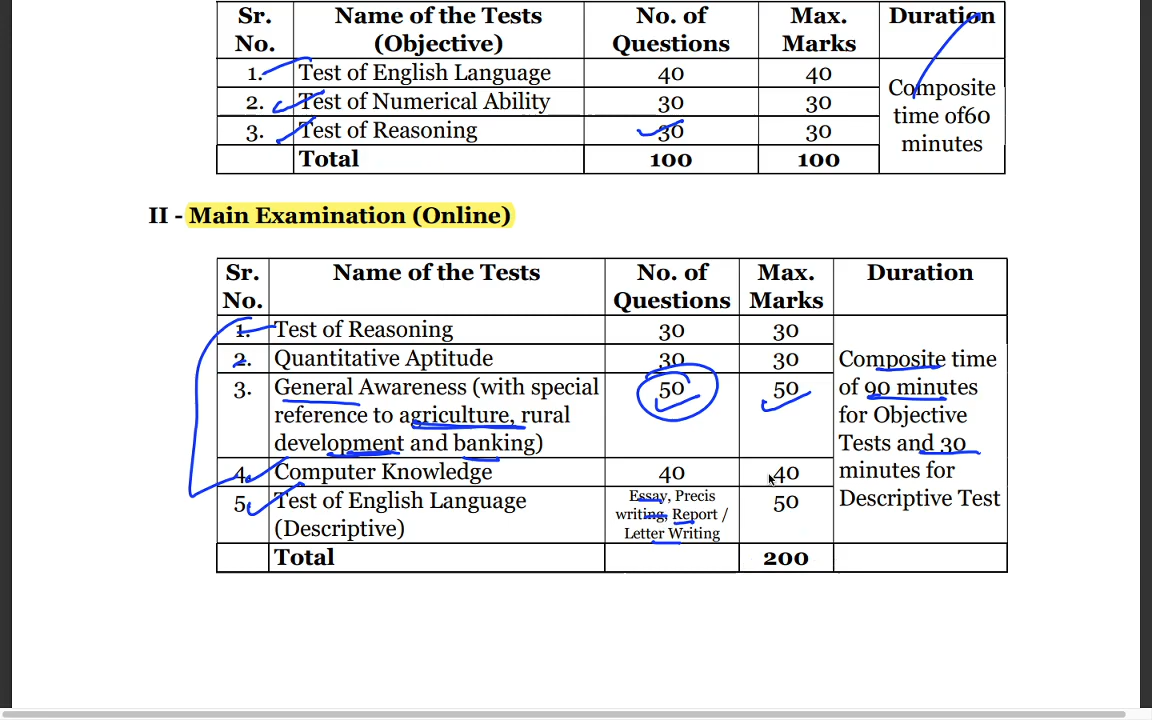 Sr. No. Name of the Tests (Objective) No. of Questions Max. Marks Duration
1. Test of English Language 40 40 Composite time of60 minutes
2. Test of Numerical Ability 30 30
3. Test of Reasoning 30 30
Total 100 100
II - Main Examination (Online)
Sr. No. Name of the Tests No. of Questions Max. Marks Duration
1. Test of Reasoning 30 30 Composite time of 90 minutes for Objective Tests and 30 minutes for Descriptive Test
2. Quantitative Aptitude 30 30
3. General Awareness (with special reference to agriculture, rural development and banking) 50 50
4. Computer Knowledge 40 40
5. Test of English Language (Descriptive) Essay, Precis writing, Report / Letter Writing 50
Total 200